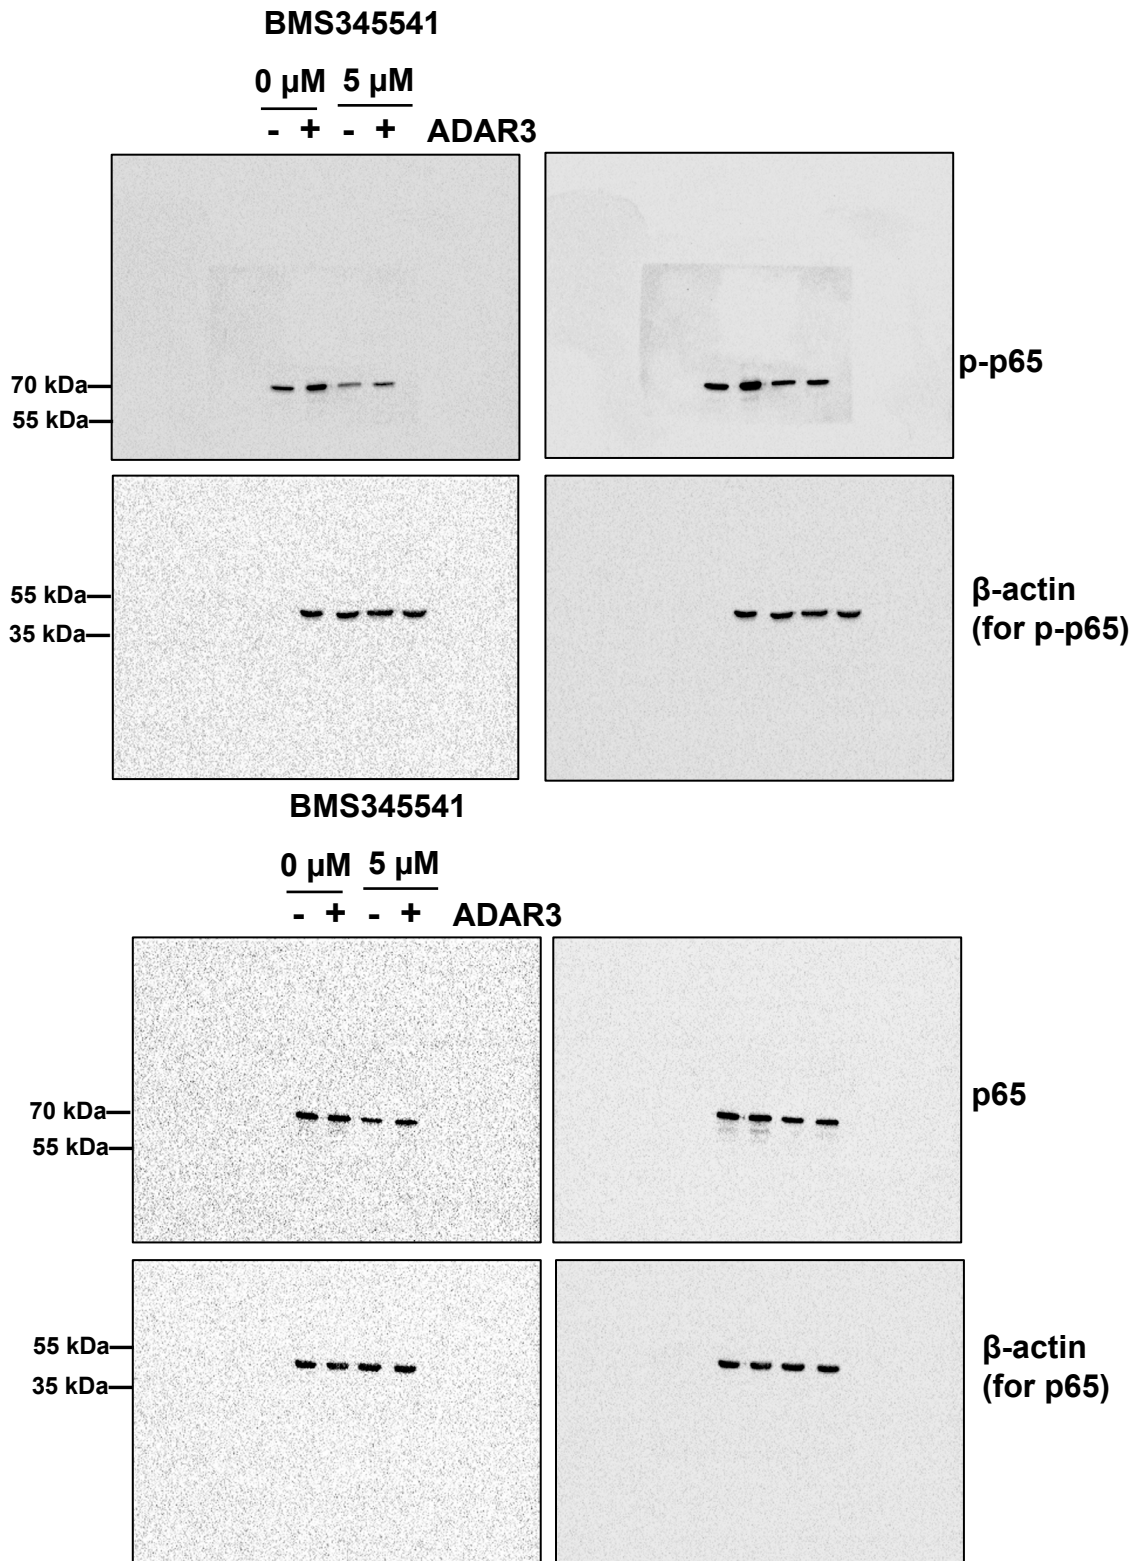 BMS345541
0 µM 5 µM
- + - + ADAR3
p-p65
70 kDa
55 kDa
55 kDa
35 kDa
β-actin
(for p-p65)
BMS345541
0 µM 5 µM
- + - + ADAR3
p65
70 kDa
55 kDa
55 kDa
35 kDa
β-actin
(for p65)